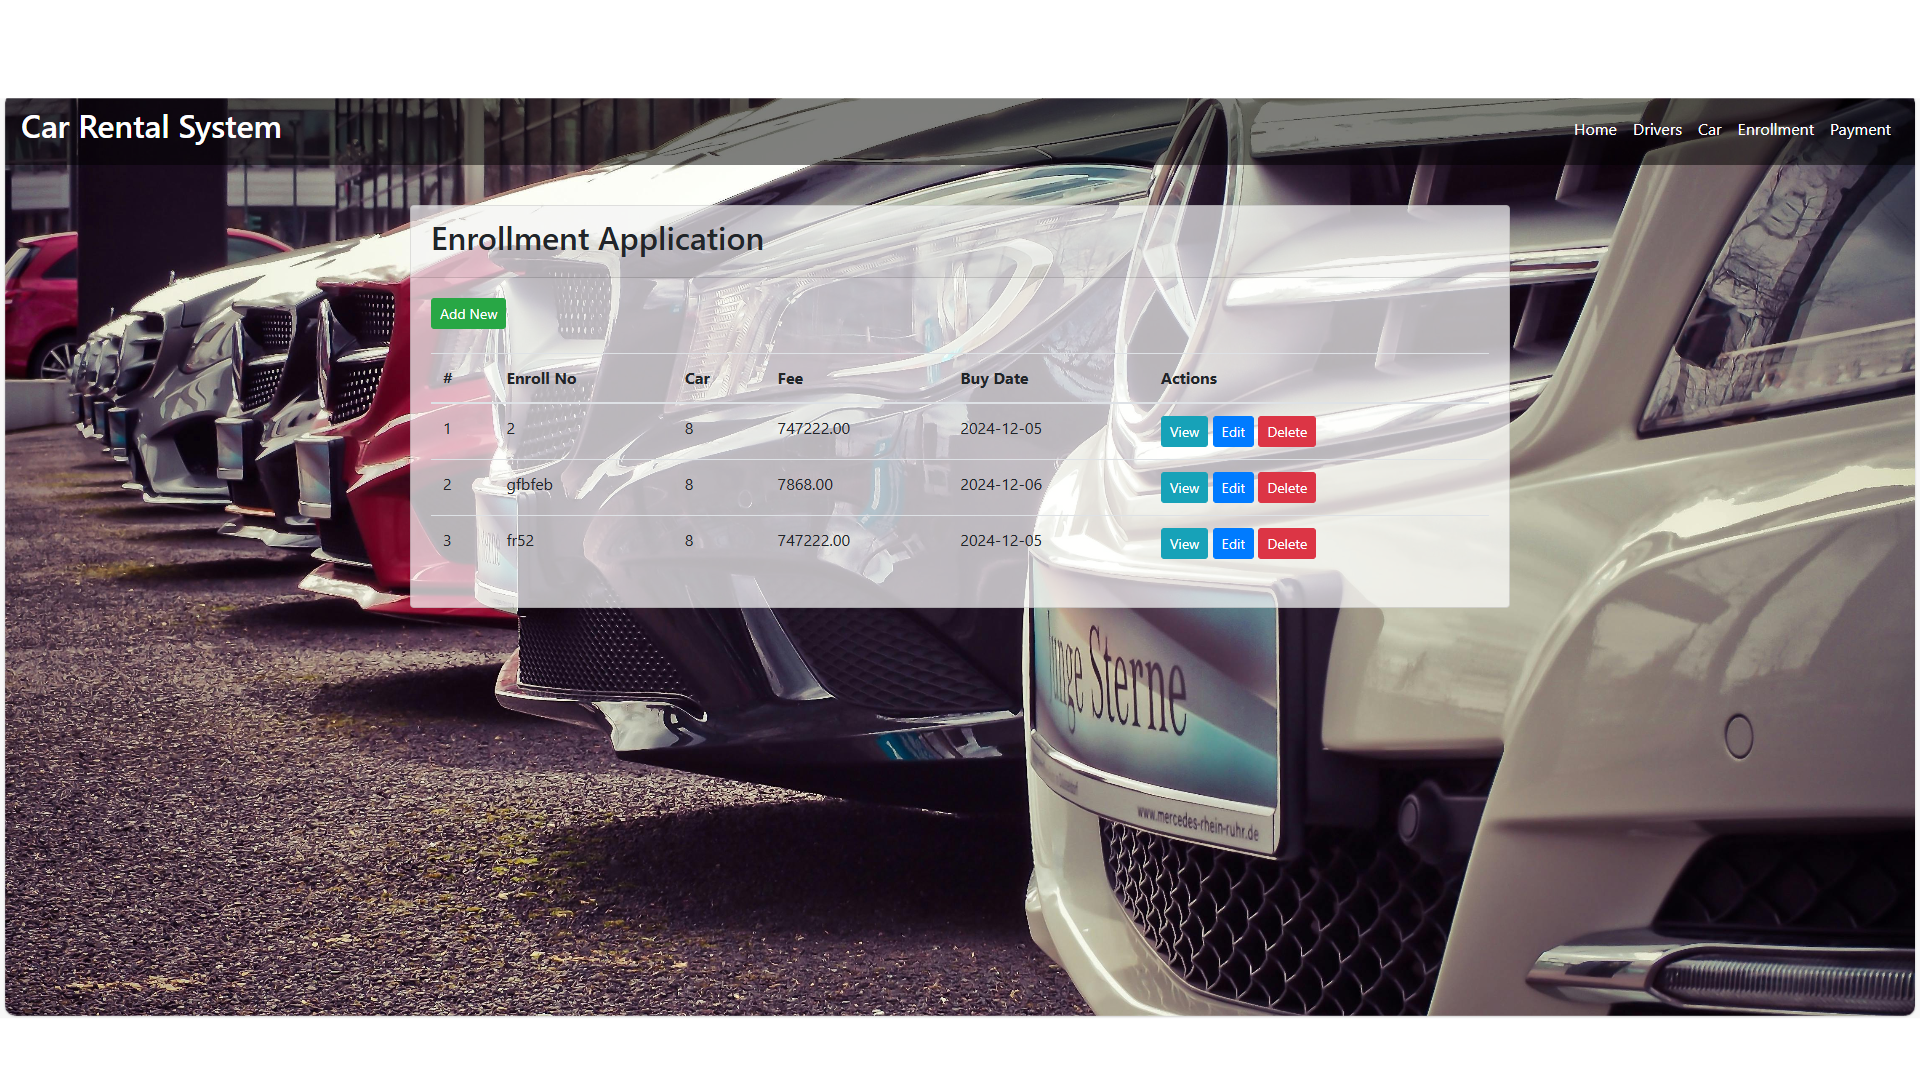 Car Rental System
Home Drivers Car Enrollment Payment
Enrollment Application
Add New
# Enroll No Car Fee Buy Date Actions
1 2 8 747222.00 2024-12-05 View Edit Delete
2 gfbfeb 8 7868.00 2024-12-06 View Edit Delete
3 fr52 8 747222.00 2024-12-05 View Edit Delete
Junge Sterne
www.mercedes-rhein-ruhr.de